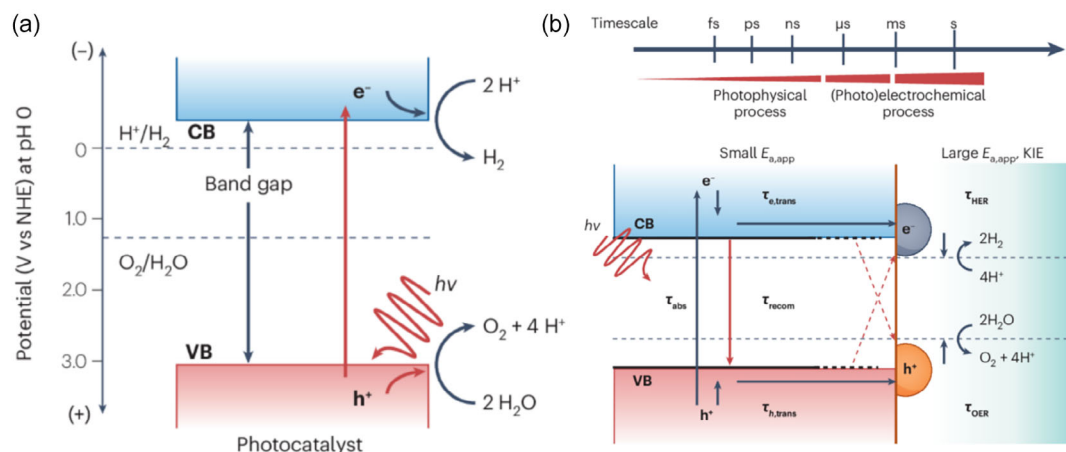 (a)
(−)
Potential (V vs NHE) at pH 0
H⁺/H₂
0
1.0
O₂/H₂O
2.0
3.0
(+)
CB
Band gap
VB
e⁻
2 H⁺
H₂
hv
O₂ + 4 H⁺
h⁺
2 H₂O
Photocatalyst
(b)
Timescale
fs
ps
ns
μs
ms
s
Photophysical
process
(Photo)electrochemical
process
Small Eₐ,ₐₚₚ
Large Eₐ,ₐₚₚ, KIE
e⁻
τe,trans
τHER
hv
CB
e⁻
2H₂
4H⁺
τabs
τrecom
2H₂O
O₂ + 4H⁺
VB
h⁺
h⁺
τh,trans
τOER